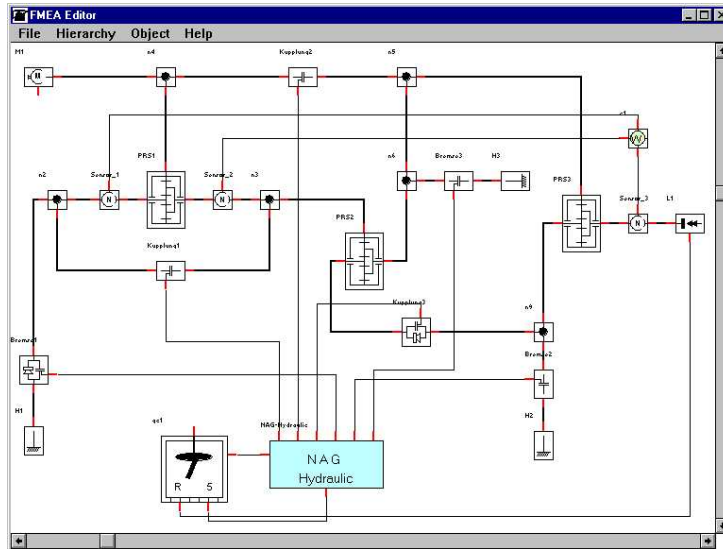 FMEA Editor
File Hierarchy Object Help
M1
n4
Kupplung2
n5
PRS1
n6
Bremse3
H3
PRS3
n2
Sensor_1
Sensor_2
n3
Sensor_3
L1
N
N
N
PRS2
Kupplung1
Kupplung3
n9
Bremse1
Bremse2
H1
gs1
NAG-Hydraulic
H2
R 5
NAG
Hydraulic